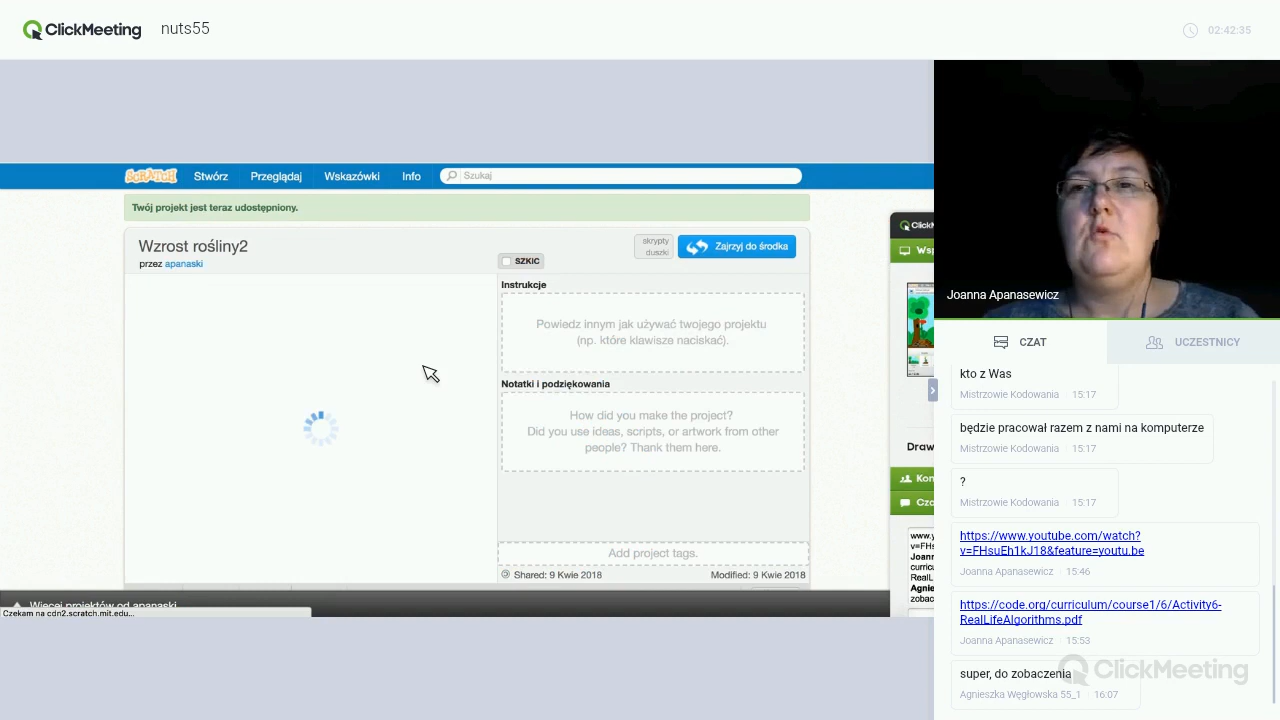 ClickMeeting
nuts55
02:42:35
SCRATCH
Stwórz
Przeglądaj
Wskazówki
Info
Szukaj
Twój projekt jest teraz udostępniony.
Wzrost rośliny2
przez apanaski
SZKIC
skrypty
duszki
Zajrzyj do środka
Instrukcje
Powiedz innym jak używać twojego projektu
(np. które klawisze naciskać).
Notatki i podziękowania
How did you make the project?
Did you use ideas, scripts, or artwork from other
people? Thank them here.
Add project tags.
Shared: 9 Kwie 2018
Modified: 9 Kwie 2018
Więcej projektów od apanaski
Czekam na cdn2.scratch.mit.edu...
Draw
Joanna Apanasewicz
CZAT
UCZESTNICY
kto z Was
Mistrzowie Kodowania
15:17
będzie pracował razem z nami na komputerze
Mistrzowie Kodowania
15:17
?
Mistrzowie Kodowania
15:17
https://www.youtube.com/watch?
v=FHsuEh1kJ18&feature=youtu.be
Joanna Apanasewicz
15:46
https://code.org/curriculum/course1/6/Activity6-
RealLifeAlgorithms.pdf
Joanna Apanasewicz
15:53
super, do zobaczenia
Agnieszka Węgłowska 55_1
16:07
ClickMeeting